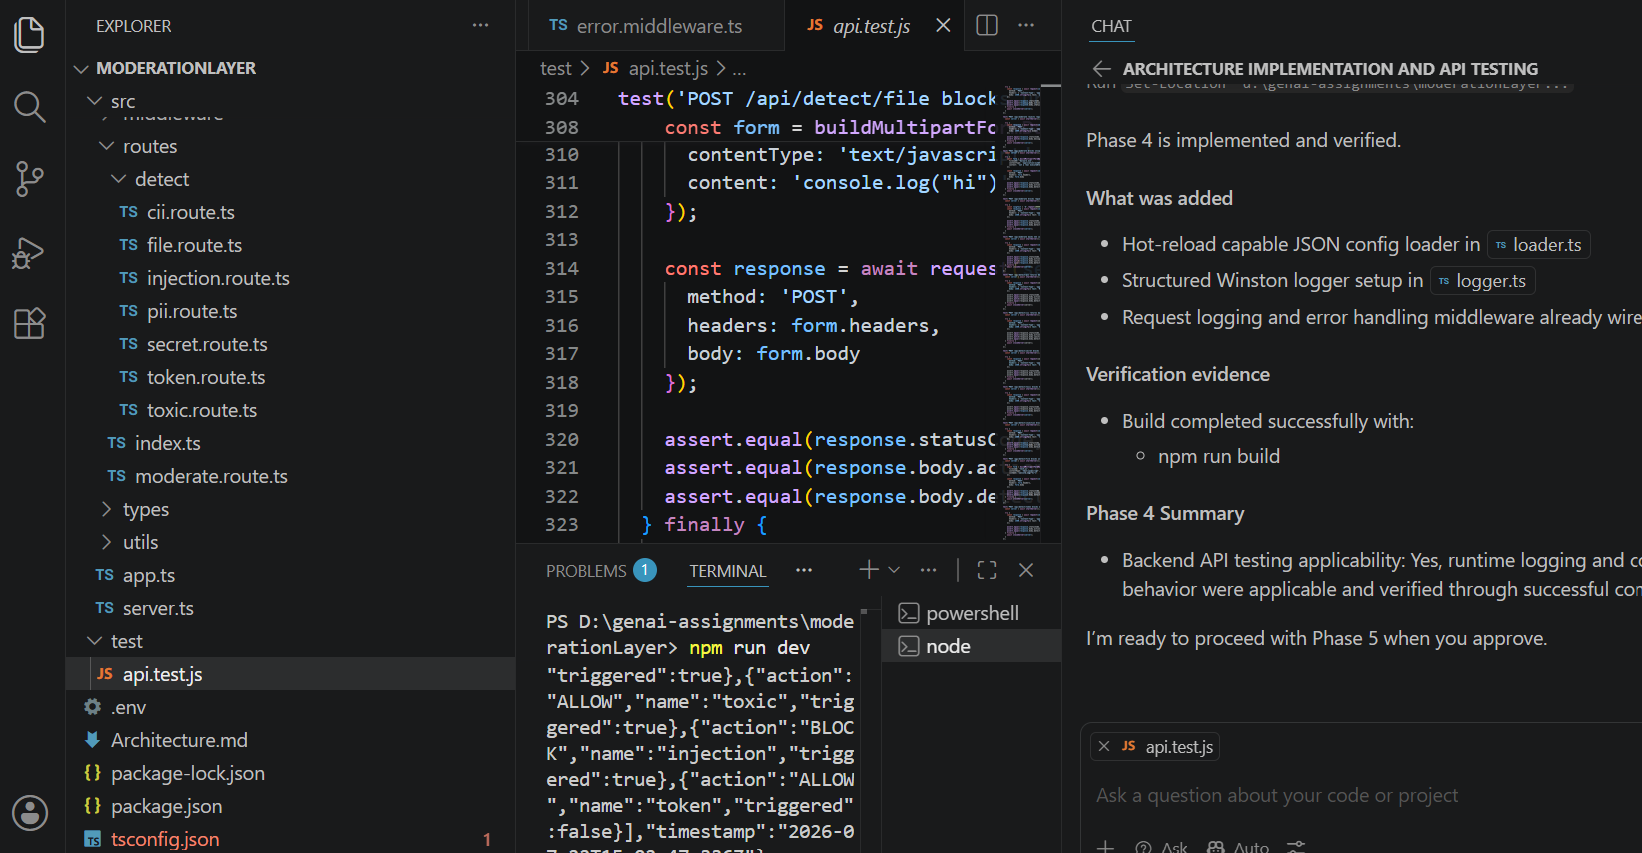 EXPLORER
MODERATIONLAYER
src
middleware
routes
detect
TS cii.route.ts
TS file.route.ts
TS injection.route.ts
TS pii.route.ts
TS secret.route.ts
TS token.route.ts
TS toxic.route.ts
TS index.ts
TS moderate.route.ts
types
utils
TS app.ts
TS server.ts
test
JS api.test.js
.env
Architecture.md
{} package-lock.json
{} package.json
TS tsconfig.json 1
TS error.middleware.ts
JS api.test.js
test > JS api.test.js > ...
304 test('POST /api/detect/file block
308 const form = buildMultipartFo
310 contentType: 'text/javascri
311 content: 'console.log("hi")
312 });
313
314 const response = await reques
315 method: 'POST',
316 headers: form.headers,
317 body: form.body
318 });
319
320 assert.equal(response.statusC
321 assert.equal(response.body.ac
322 assert.equal(response.body.de
323 } finally {
PROBLEMS 1 TERMINAL
PS D:\genai-assignments\mode
rationLayer> npm run dev
"triggered":true},{"action":
"ALLOW","name":"toxic","trig
gered":true},{"action":"BLOC
K","name":"injection","trigg
ered":true},{"action":"ALLOW
","name":"token","triggered"
:false}],"timestamp":"2026-0
powershell
node
CHAT
ARCHITECTURE IMPLEMENTATION AND API TESTING
Run Set-Location 'd:\genai-assignments\moderationLayer...
Phase 4 is implemented and verified.
What was added
• Hot-reload capable JSON config loader in TS loader.ts
• Structured Winston logger setup in TS logger.ts
• Request logging and error handling middleware already wire
Verification evidence
• Build completed successfully with:
npm run build
Phase 4 Summary
• Backend API testing applicability: Yes, runtime logging and co
behavior were applicable and verified through successful com
I'm ready to proceed with Phase 5 when you approve.
JS api.test.js
Ask a question about your code or project
Ask Auto